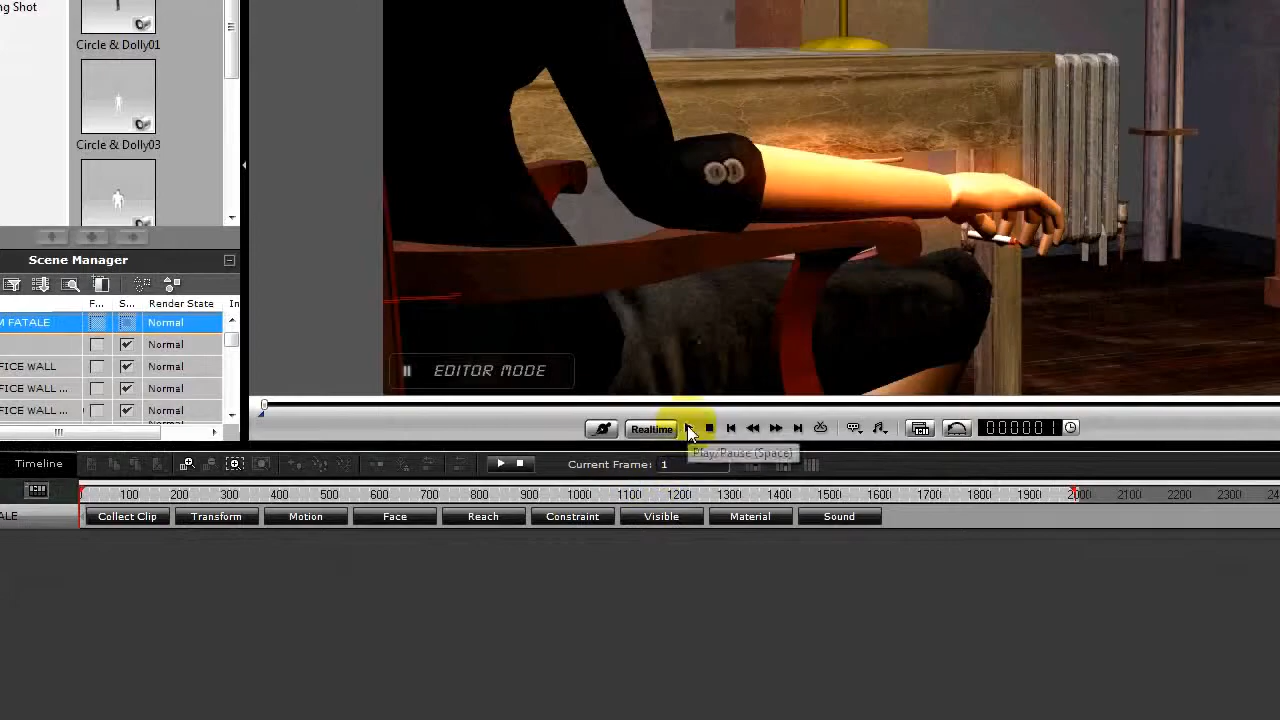 ng Shot
Circle & Dolly01
Circle & Dolly03
Scene Manager
F... S... Render State In
M FATALE Normal
Normal
FICE WALL Normal
FICE WALL ... Normal
FICE WALL ... Normal
EDITOR MODE
Realtime
000001
Play/Pause (Space)
Timeline
Current Frame: 1
100 200 300 400 500 600 700 800 900 1000 1100 1200 1300 1400 1500 1600 1700 1800 1900 2000 2100 2200 2300 24
ALE Collect Clip Transform Motion Face Reach Constraint Visible Material Sound